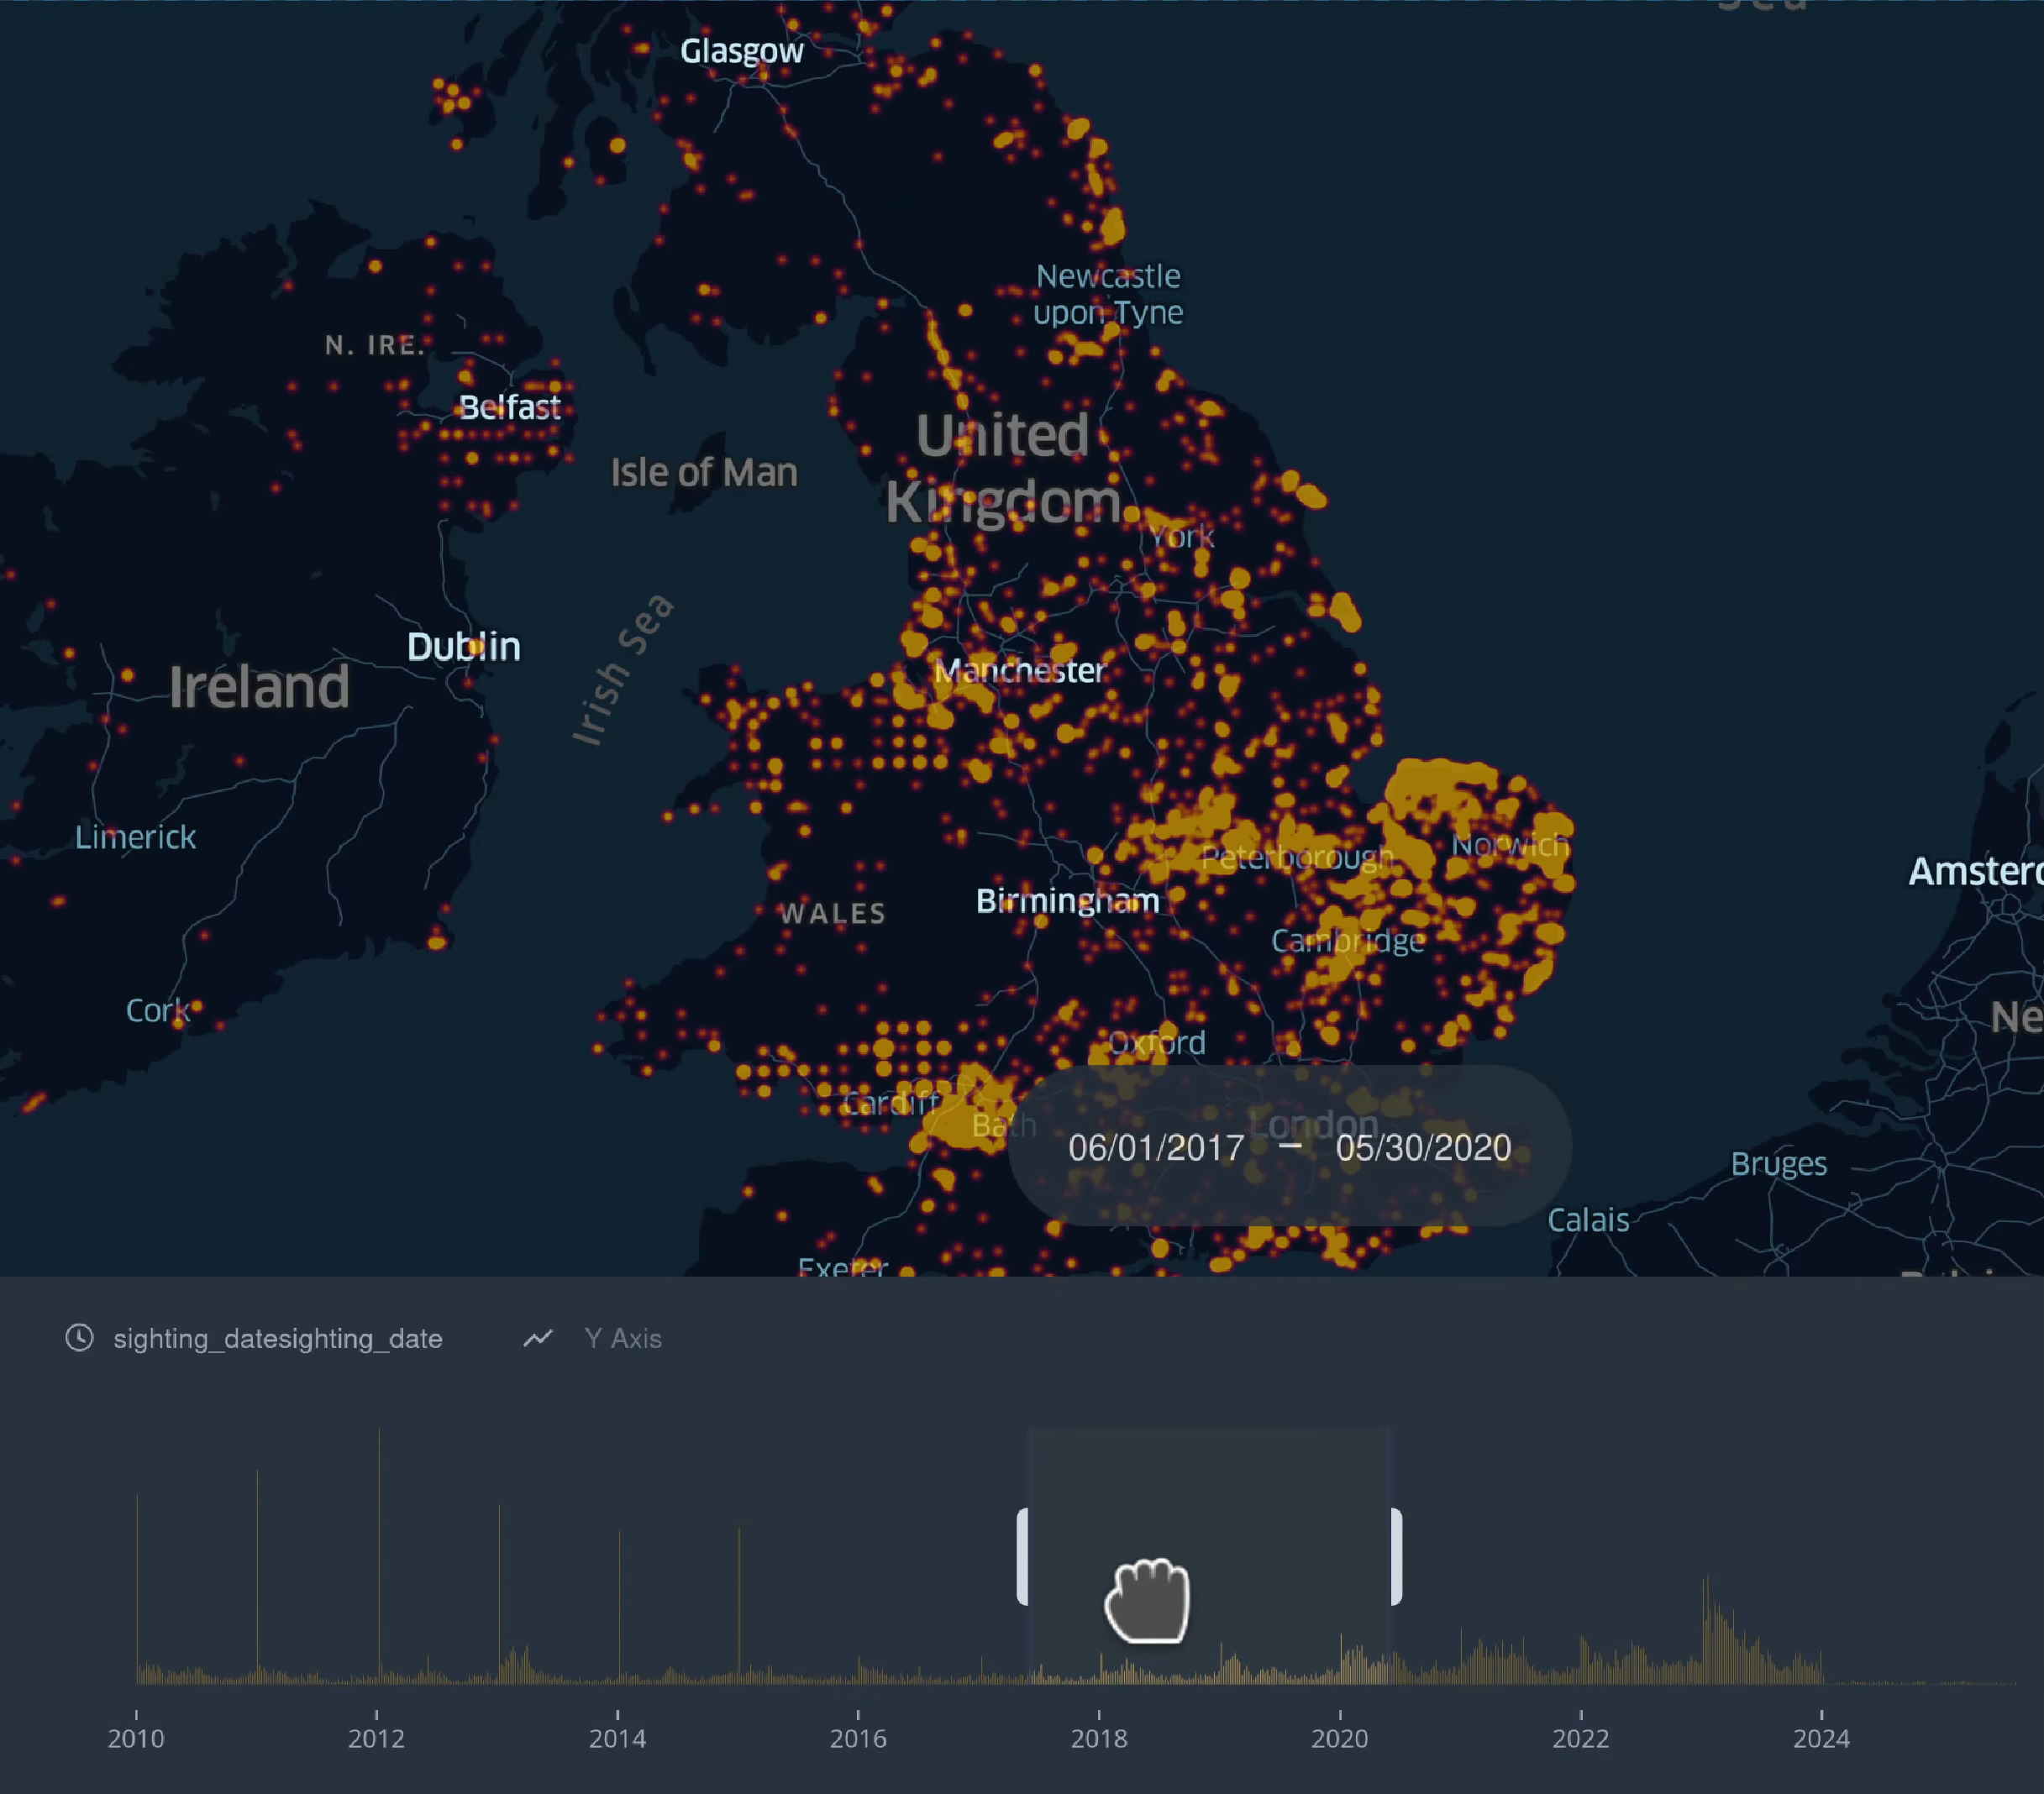 Glasgow
Newcastle
upon Tyne
N. IRE.
Belfast
United
Kingdom
Isle of Man
York
Irish Sea
Dublin
Manchester
Ireland
Limerick
Norwich
Peterborough
WALES
Birmingham
Cambridge
Cork
Oxford
Cardiff
Bath
London
06/01/2017 – 05/30/2020
Bruges
Calais
Exeter
Amsterd
Ne
sighting_datesighting_date
Y Axis
2010
2012
2014
2016
2018
2020
2022
2024